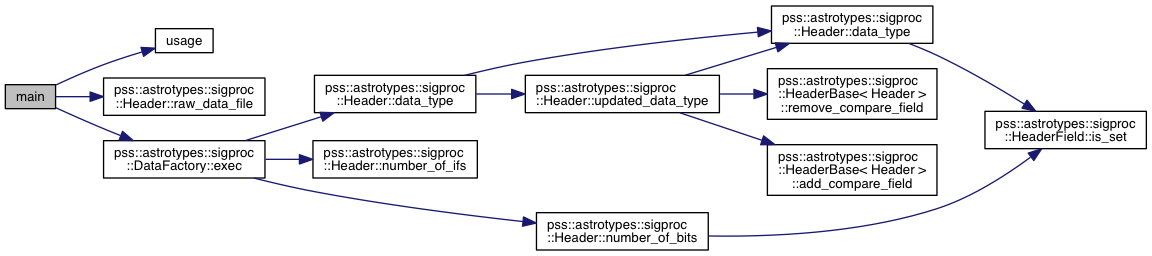 main
usage
pss::astrotypes::sigproc
::Header::raw_data_file
pss::astrotypes::sigproc
::DataFactory::exec
pss::astrotypes::sigproc
::Header::data_type
pss::astrotypes::sigproc
::Header::number_of_ifs
pss::astrotypes::sigproc
::Header::number_of_bits
pss::astrotypes::sigproc
::Header::updated_data_type
pss::astrotypes::sigproc
::Header::data_type
pss::astrotypes::sigproc
::HeaderBase< Header >
::remove_compare_field
pss::astrotypes::sigproc
::HeaderBase< Header >
::add_compare_field
pss::astrotypes::sigproc
::HeaderField::is_set